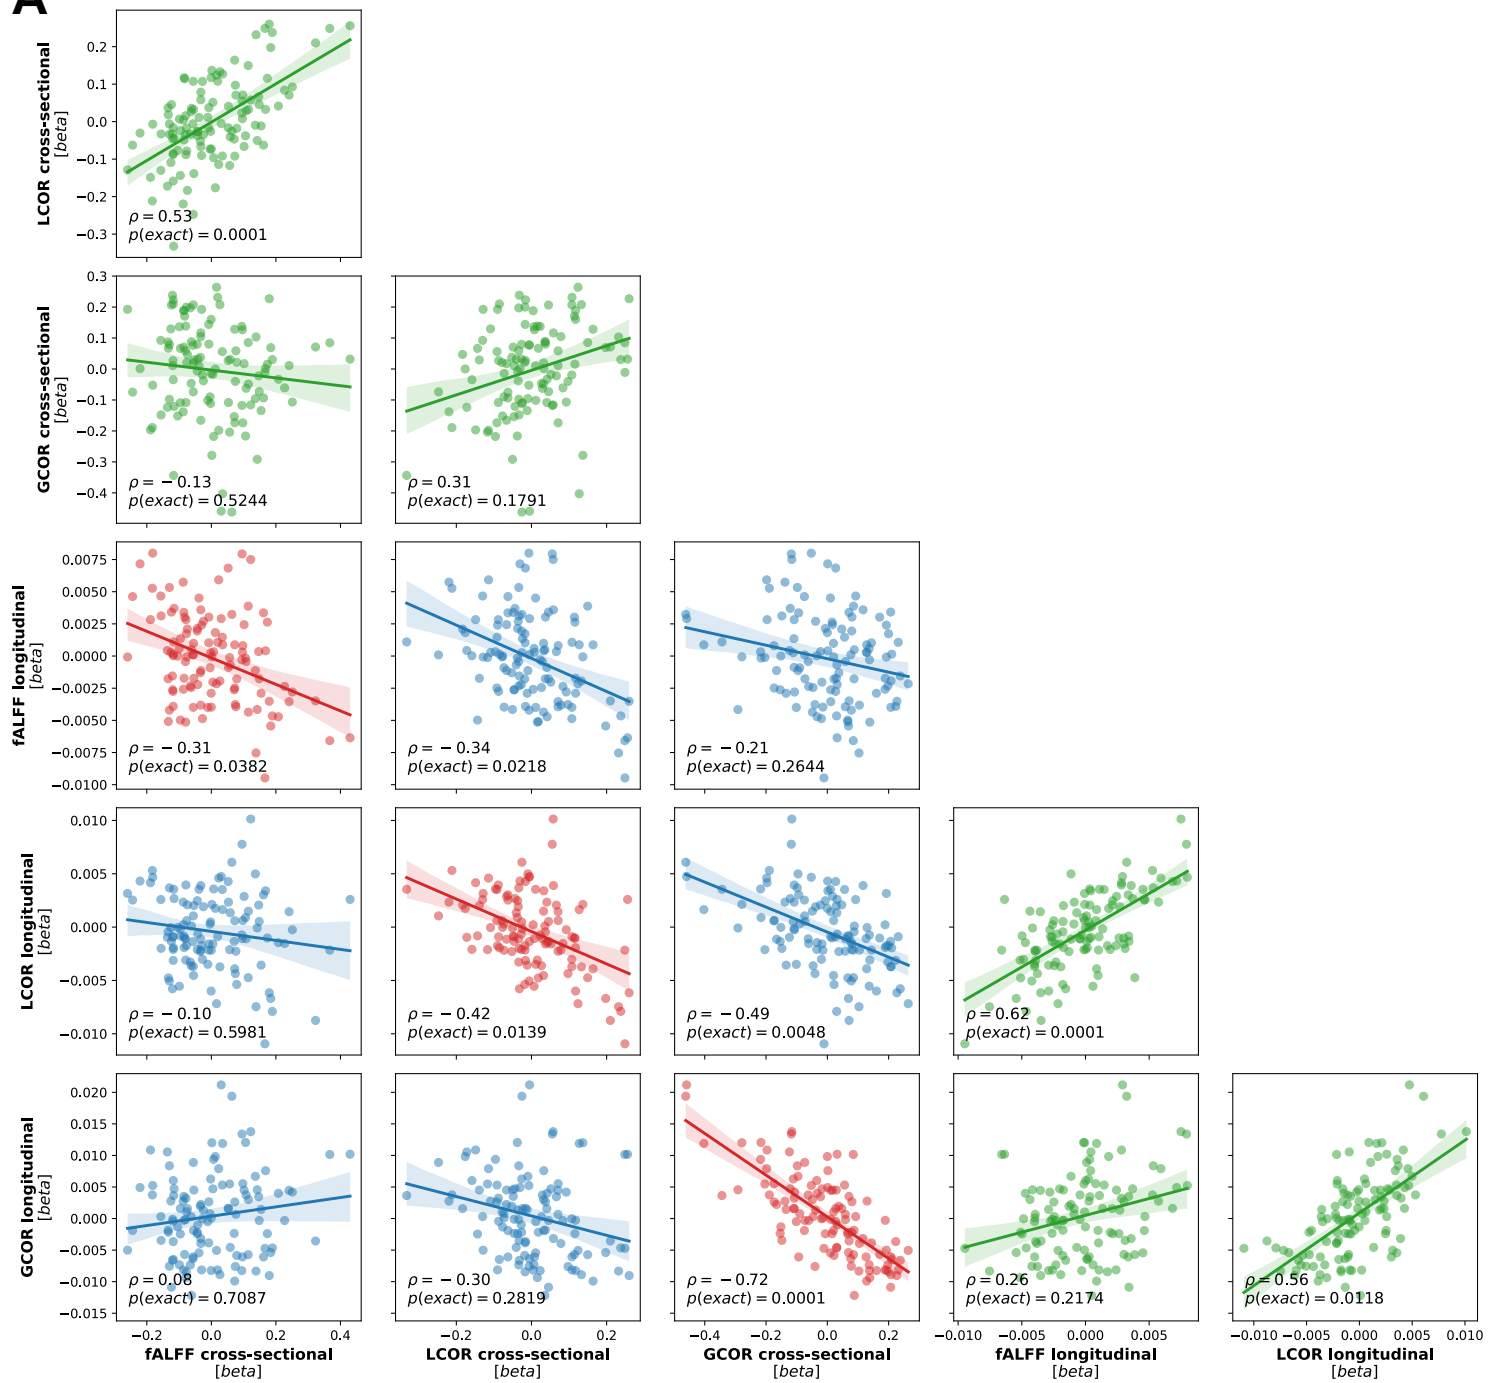 A
LCOR cross-sectional
[beta]
0.2
0.1
0.0
−0.1
−0.2
−0.3
ρ = 0.53
p(exact) = 0.0001
GCOR cross-sectional
[beta]
0.3
0.2
0.1
0.0
−0.1
−0.2
−0.3
−0.4
ρ = −0.13
p(exact) = 0.5244
ρ = 0.31
p(exact) = 0.1791
fALFF longitudinal
[beta]
0.0075
0.0050
0.0025
0.0000
−0.0025
−0.0050
−0.0075
−0.0100
ρ = −0.31
p(exact) = 0.0382
ρ = −0.34
p(exact) = 0.0218
ρ = −0.21
p(exact) = 0.2644
LCOR longitudinal
[beta]
0.010
0.005
0.000
−0.005
−0.010
ρ = −0.10
p(exact) = 0.5981
ρ = −0.42
p(exact) = 0.0139
ρ = −0.49
p(exact) = 0.0048
ρ = 0.62
p(exact) = 0.0001
GCOR longitudinal
[beta]
0.020
0.015
0.010
0.005
0.000
−0.005
−0.010
−0.015
ρ = 0.08
p(exact) = 0.7087
ρ = −0.30
p(exact) = 0.2819
ρ = −0.72
p(exact) = 0.0001
ρ = 0.26
p(exact) = 0.2174
ρ = 0.56
p(exact) = 0.0118
−0.2 0.0 0.2 0.4
fALFF cross-sectional
[beta]
−0.2 0.0 0.2
LCOR cross-sectional
[beta]
−0.4 −0.2 0.0 0.2
GCOR cross-sectional
[beta]
−0.010 −0.005 0.000 0.005
fALFF longitudinal
[beta]
−0.010 −0.005 0.000 0.005 0.010
LCOR longitudinal
[beta]